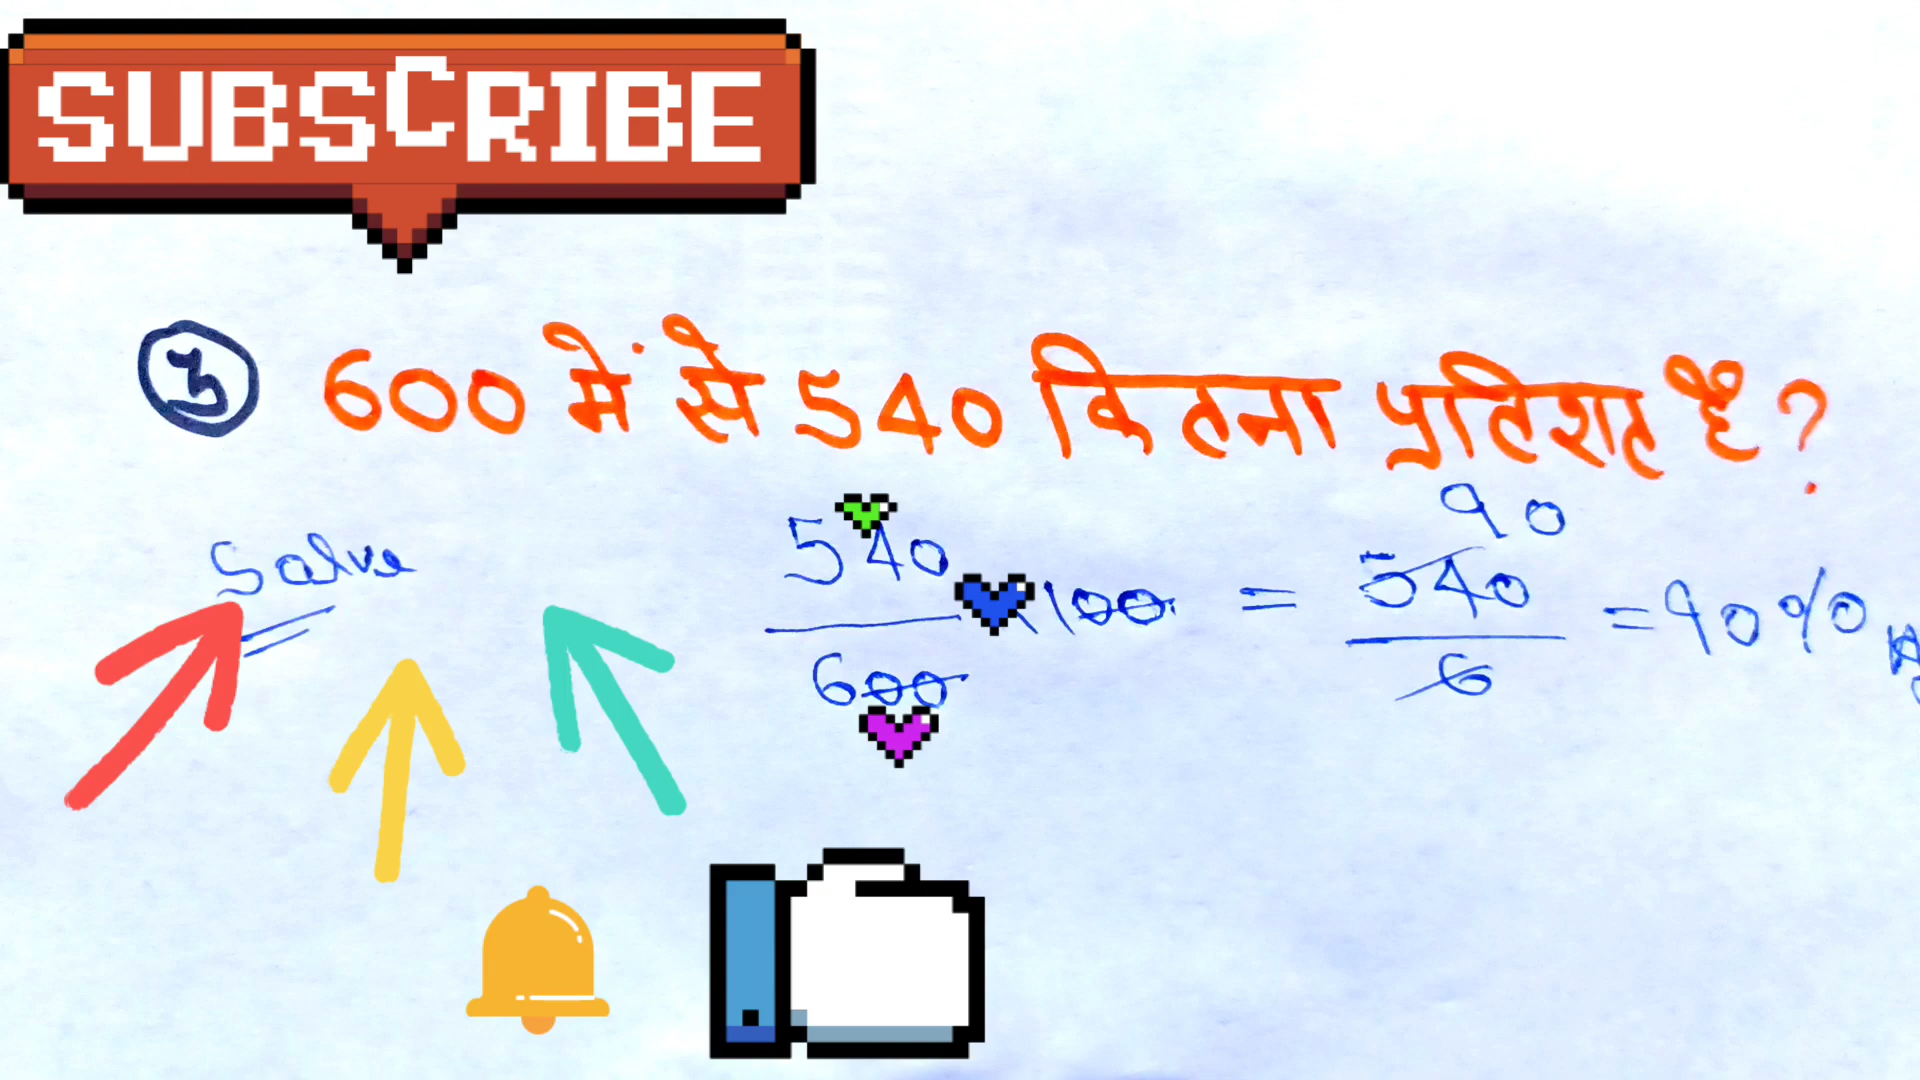 SUBSCRIBE
3 600 में से 540 कितना प्रतिशत है?
Solve 540/600 ×100 = 540/6 = 90%
90